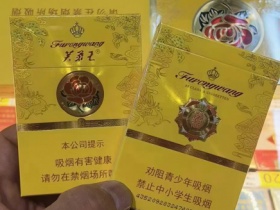 Furongwang
芙蓉王
本公司提示
吸烟有害健康
请勿在禁烟场所吸
Furongwang
劝阻青少年吸烟
禁止中小学生吸烟